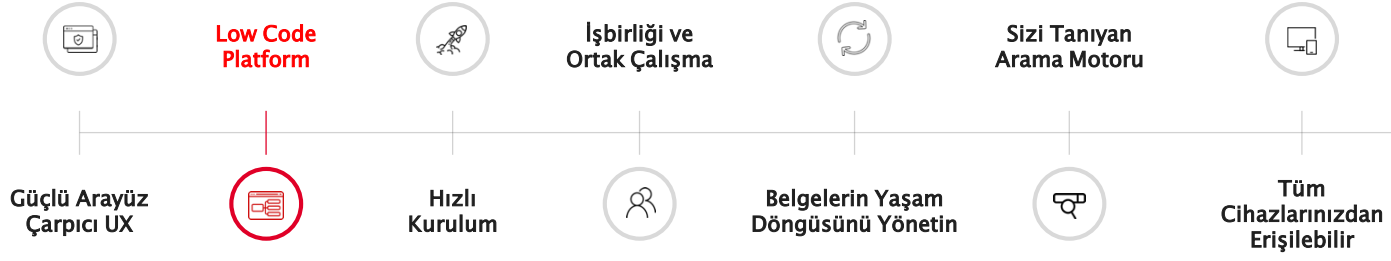 Güçlü Arayüz
Çarpıcı UX
Low Code
Platform
Hızlı
Kurulum
İşbirliği ve
Ortak Çalışma
Belgelerin Yaşam
Döngüsünü Yönetin
Sizi Tanıyan
Arama Motoru
Tüm
Cihazlarınızdan
Erişilebilir